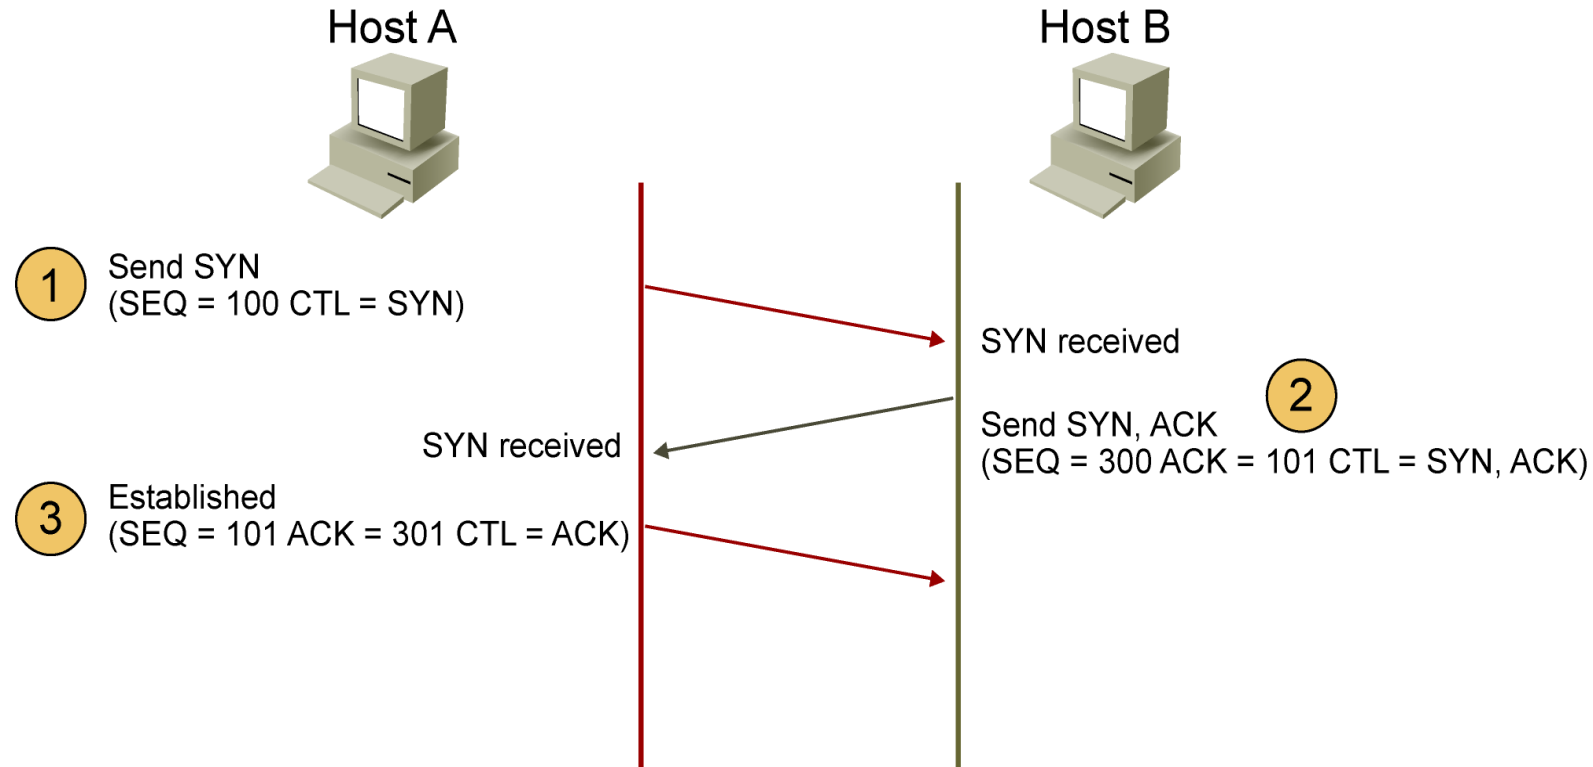 Host A
Host B
1
Send SYN
(SEQ = 100 CTL = SYN)
SYN received
2
Send SYN, ACK
(SEQ = 300 ACK = 101 CTL = SYN, ACK)
SYN received
3
Established
(SEQ = 101 ACK = 301 CTL = ACK)